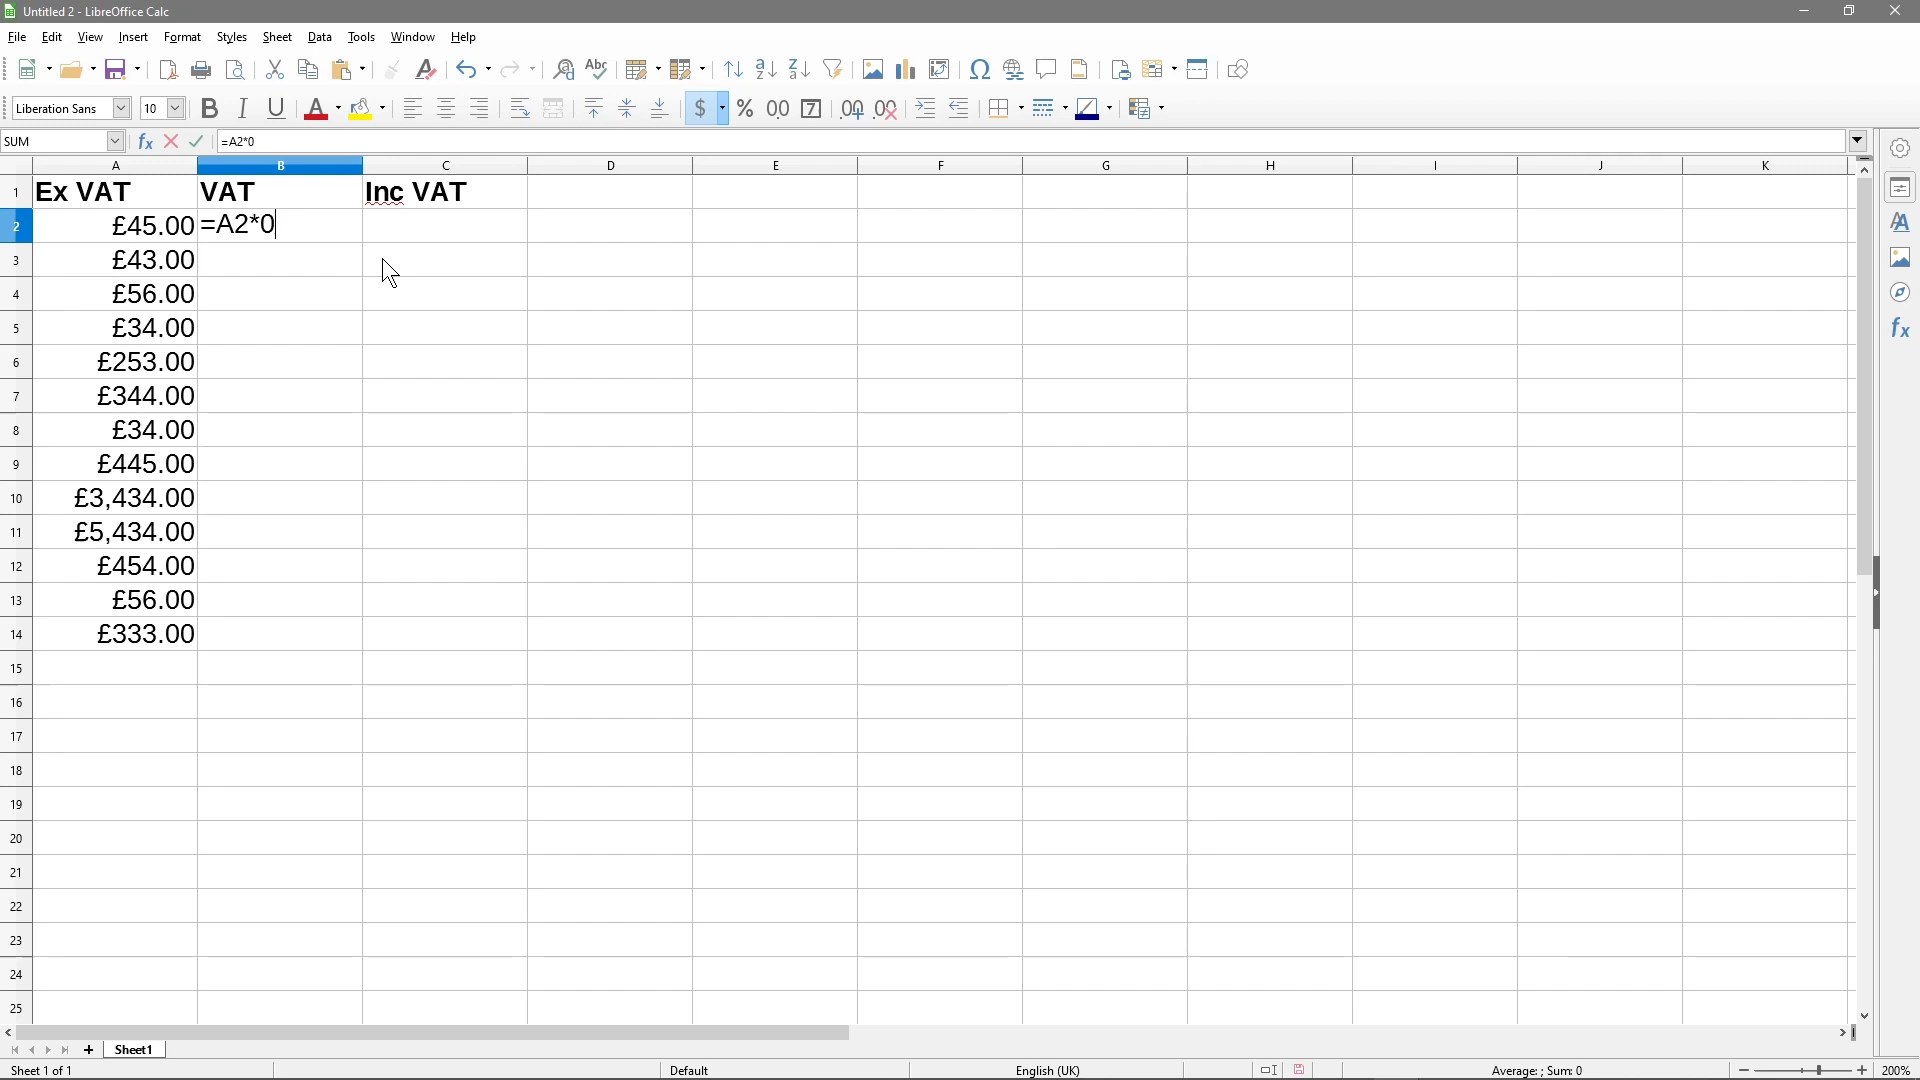 Untitled 2 - LibreOffice Calc
File Edit View Insert Format Styles Sheet Data Tools Window Help
Liberation Sans 10
SUM =A2*0
A B C D E F G H I J K
1 Ex VAT VAT Inc VAT
2 £45.00 =A2*0
3 £43.00
4 £56.00
5 £34.00
6 £253.00
7 £344.00
8 £34.00
9 £445.00
10 £3,434.00
11 £5,434.00
12 £454.00
13 £56.00
14 £333.00
15
16
17
18
19
20
21
22
23
24
25
Sheet1
Sheet 1 of 1 Default English (UK) Average: ; Sum: 0 200%